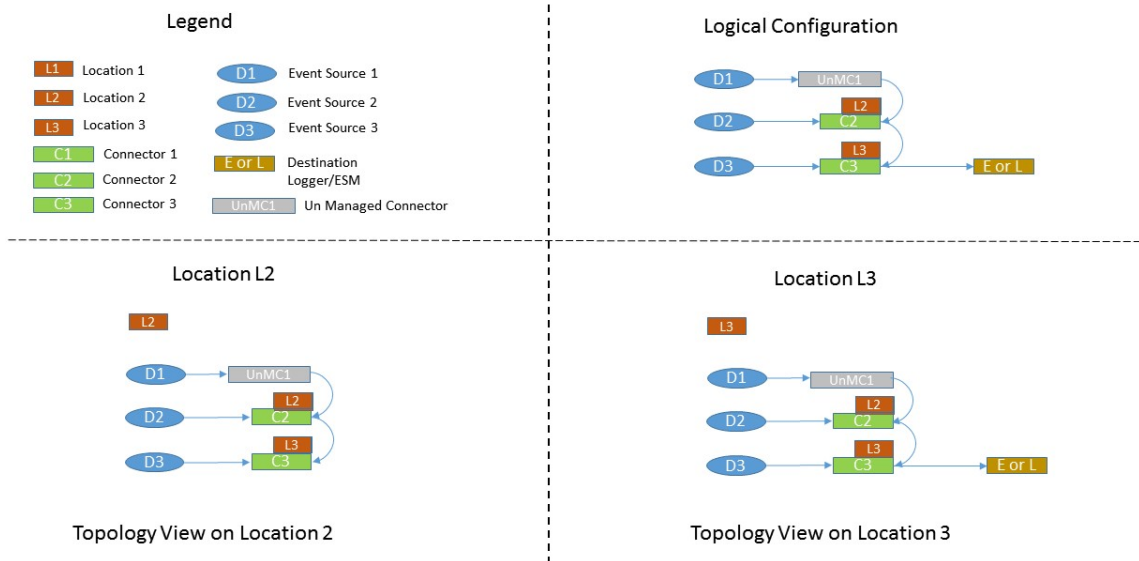 Legend
L1 Location 1
L2 Location 2
L3 Location 3
C1 Connector 1
C2 Connector 2
C3 Connector 3
D1 Event Source 1
D2 Event Source 2
D3 Event Source 3
E or L Destination
Logger/ESM
UnMC1 Un Managed Connector
Logical Configuration
D1 UnMC1
L2
D2 C2
L3
D3 C3 E or L
Location L2
L2
D1 UnMC1
L2
D2 C2
L3
D3 C3
Topology View on Location 2
Location L3
L3
D1 UnMC1
L2
D2 C2
L3
D3 C3 E or L
Topology View on Location 3